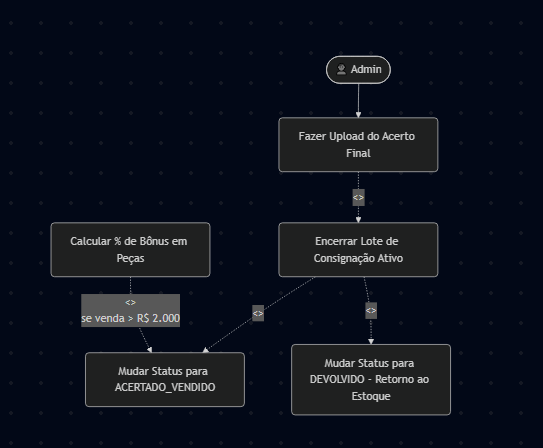 Admin
Fazer Upload do Acerto
Final
<>
Calcular % de Bônus em
Peças
Encerrar Lote de
Consignação Ativo
<>
se venda > R$ 2.000
<>
<>
Mudar Status para
ACERTADO_VENDIDO
Mudar Status para
DEVOLVIDO - Retorno ao
Estoque